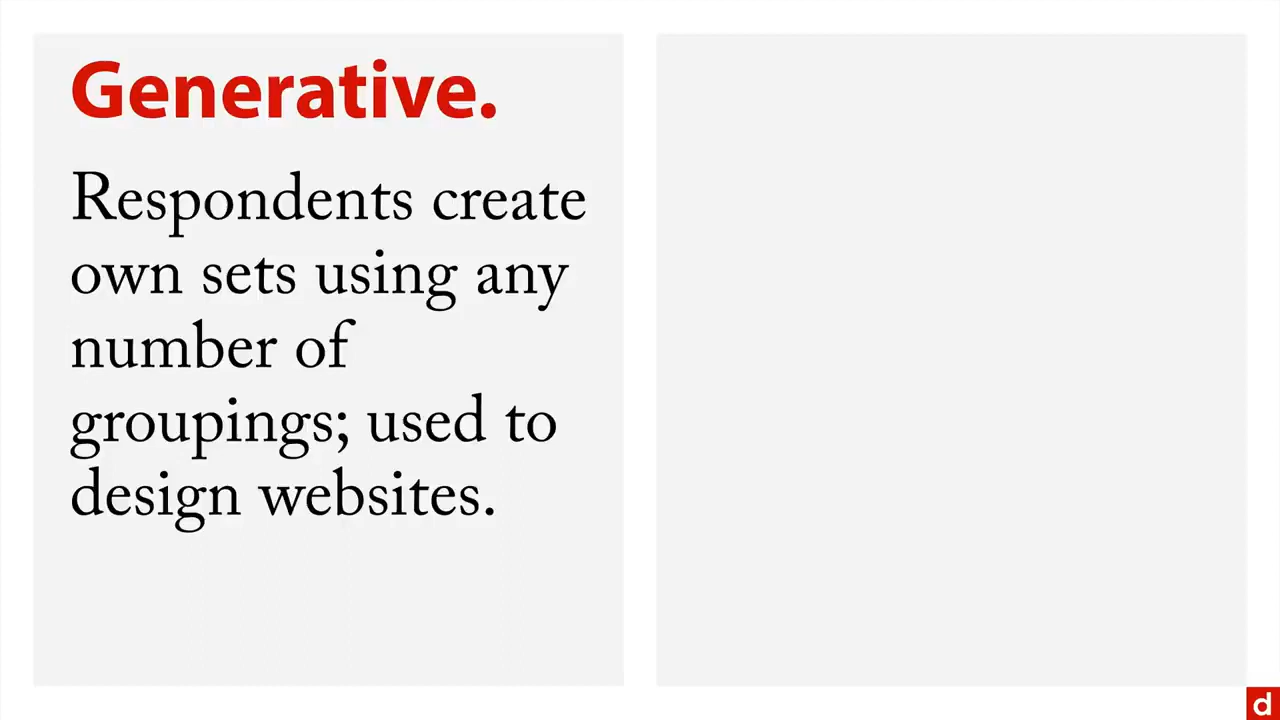 Generative.
Respondents create
own sets using any
number of
groupings; used to
design websites.
d